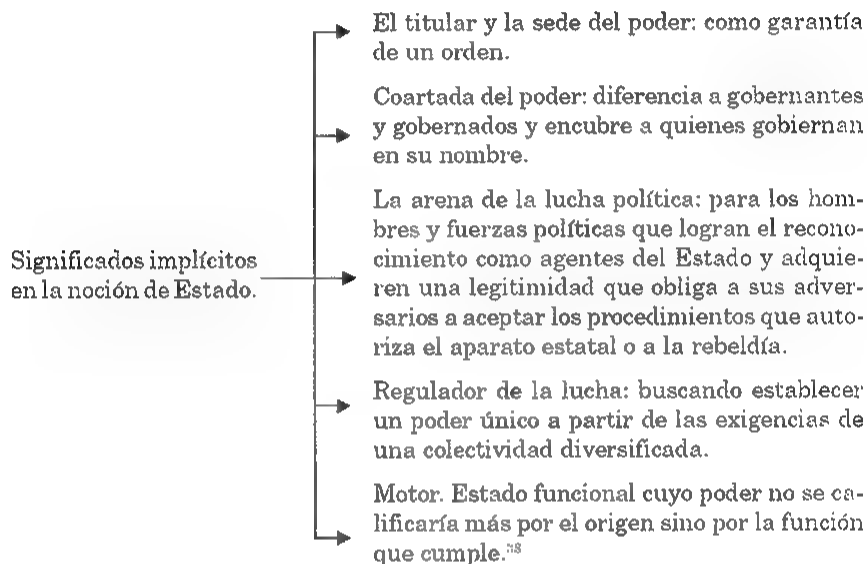 El titular y la sede del poder: como garantía
de un orden.
Coartada del poder: diferencia a gobernantes
y gobernados y encubre a quienes gobiernan
en su nombre.
La arena de la lucha política: para los hom-
bres y fuerzas políticas que logran el recono-
cimiento como agentes del Estado y adquie-
ren una legitimidad que obliga a sus adver-
sarios a aceptar los procedimientos que auto-
riza el aparato estatal o a la rebeldía.
Significados implícitos
en la noción de Estado.
Regulador de la lucha: buscando establecer
un poder único a partir de las exigencias de
una colectividad diversificada.
Motor. Estado funcional cuyo poder no se ca-
lificaría más por el origen sino por la función
que cumple.